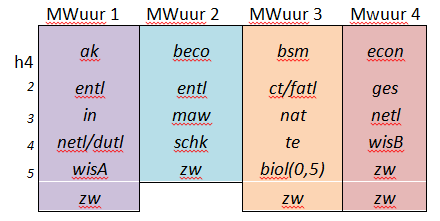 MWuur 1 MWuur 2 MWuur 3 Mwuur 4
h4 ak beco bsm econ
2 entl entl ct/fatl ges
3 in maw nat netl
4 netl/dutl schk te wisB
5 wisA zw biol(0,5) zw
zw zw zw